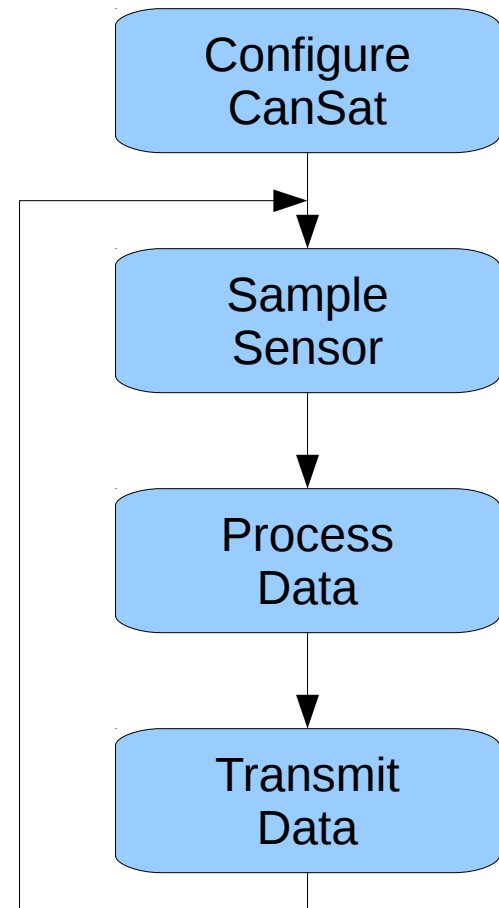 Configure
CanSat
Sample
Sensor
Process
Data
Transmit
Data